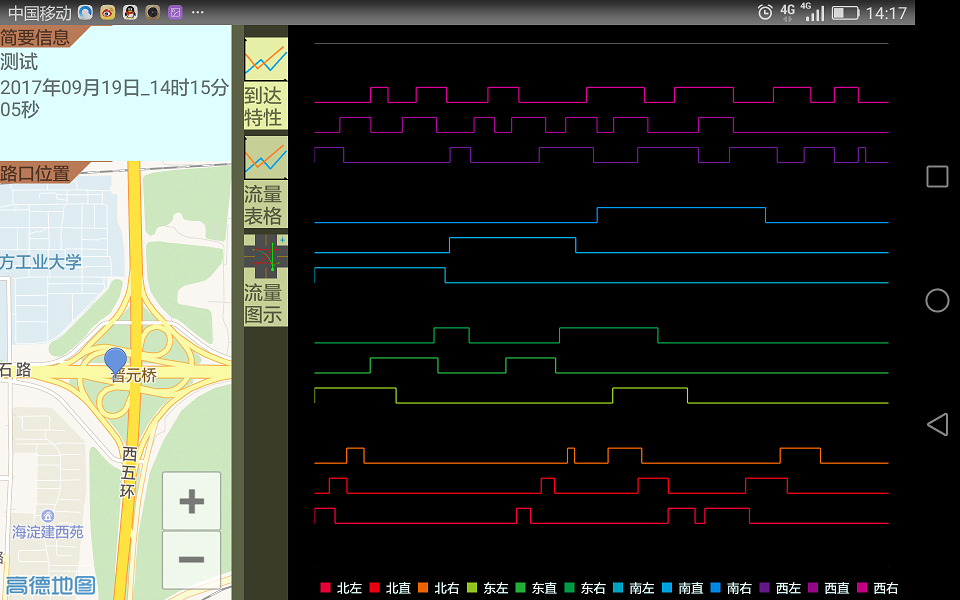 中国移动 ··· 4G 4G 14:17
简要信息
测试
2017年09月19日_14时15分
05秒
路口位置
方工业大学
石路
晋元桥
西五环
海淀建西苑
路
高德地图
+
−
到达
特性
流量
表格
流量
图示
北左 北直 北右 东左 东直 东右 南左 南直 南右 西左 西直 西右